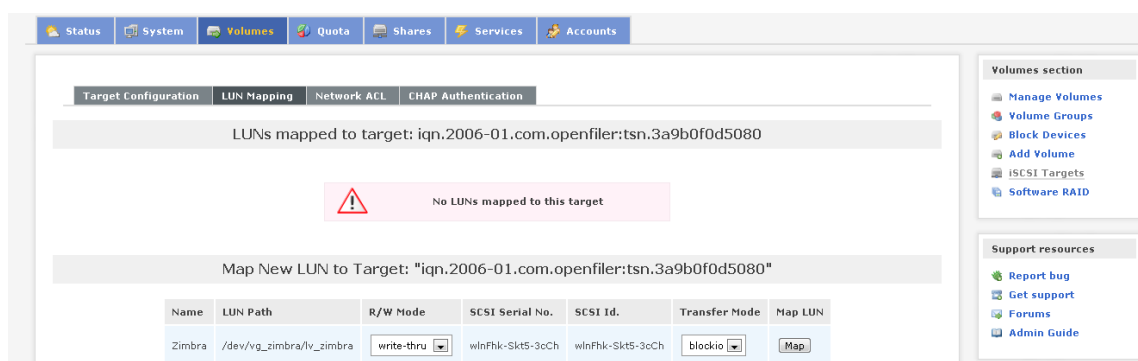 Status System Volumes Quota Shares Services Accounts
Target Configuration LUN Mapping Network ACL CHAP Authentication
LUNs mapped to target: iqn.2006-01.com.openfiler:tsn.3a9b0f0d5080
No LUNs mapped to this target
Map New LUN to Target: "iqn.2006-01.com.openfiler:tsn.3a9b0f0d5080"
Name LUN Path R/W Mode SCSI Serial No. SCSI Id. Transfer Mode Map LUN
Zimbra /dev/vg_zimbra/lv_zimbra write-thru wlnFhk-Skt5-3cCh wlnFhk-Skt5-3cCh blockio Map
Volumes section
Manage Volumes
Volume Groups
Block Devices
Add Volume
iSCSI Targets
Software RAID
Support resources
Report bug
Get support
Forums
Admin Guide